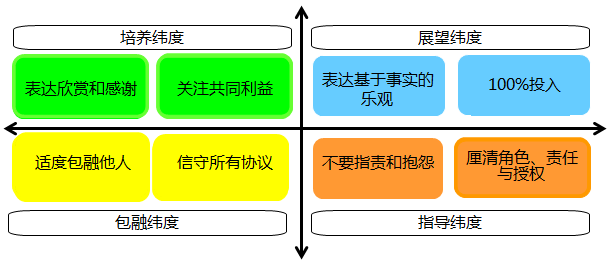 培养纬度
展望纬度
表达欣赏和感谢
关注共同利益
表达基于事实的
乐观
100%投入
适度包融他人
信守所有协议
不要指责和抱怨
厘清角色、责任
与授权
包融纬度
指导纬度